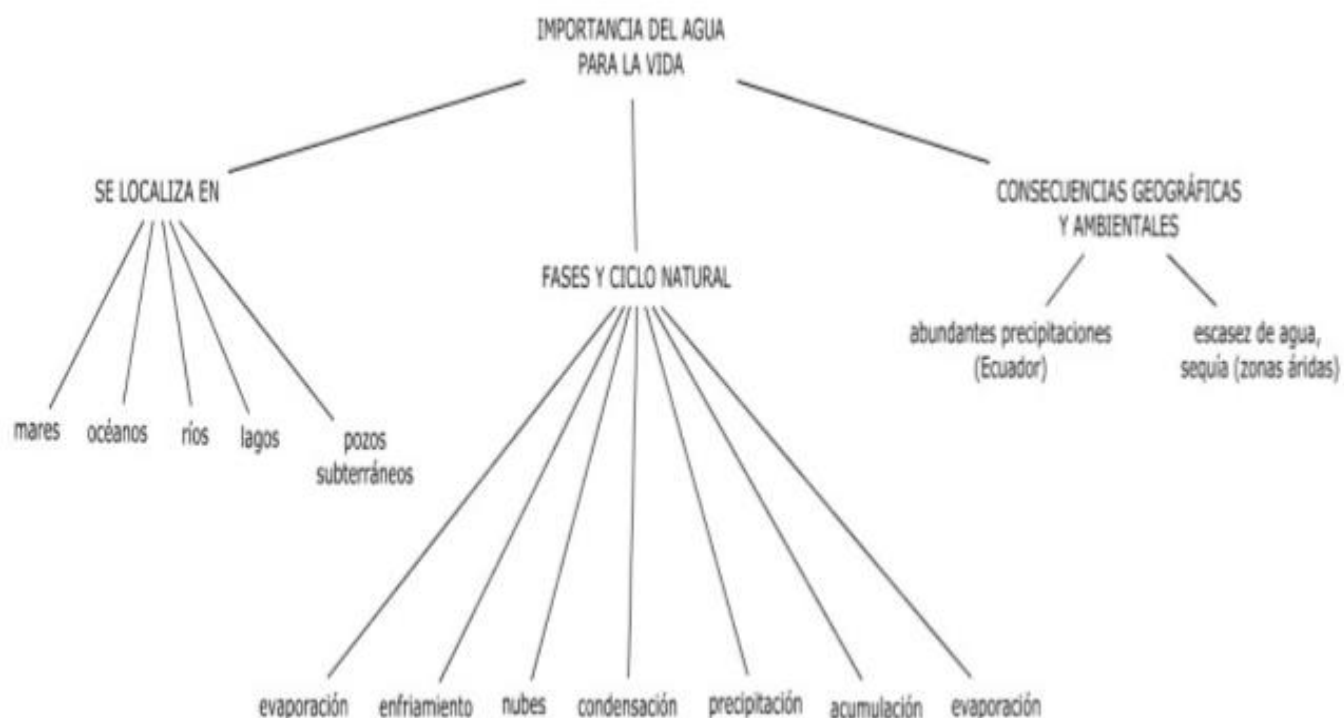 IMPORTANCIA DEL AGUA
PARA LA VIDA
SE LOCALIZA EN
CONSECUENCIAS GEOGRÁFICAS
Y AMBIENTALES
FASES Y CICLO NATURAL
abundantes precipitaciones
(Ecuador)
escasez de agua,
sequía (zonas áridas)
mares
océanos
ríos
lagos
pozos
subterráneos
evaporación
enfriamiento
nubes
condensación
precipitación
acumulación
evaporación